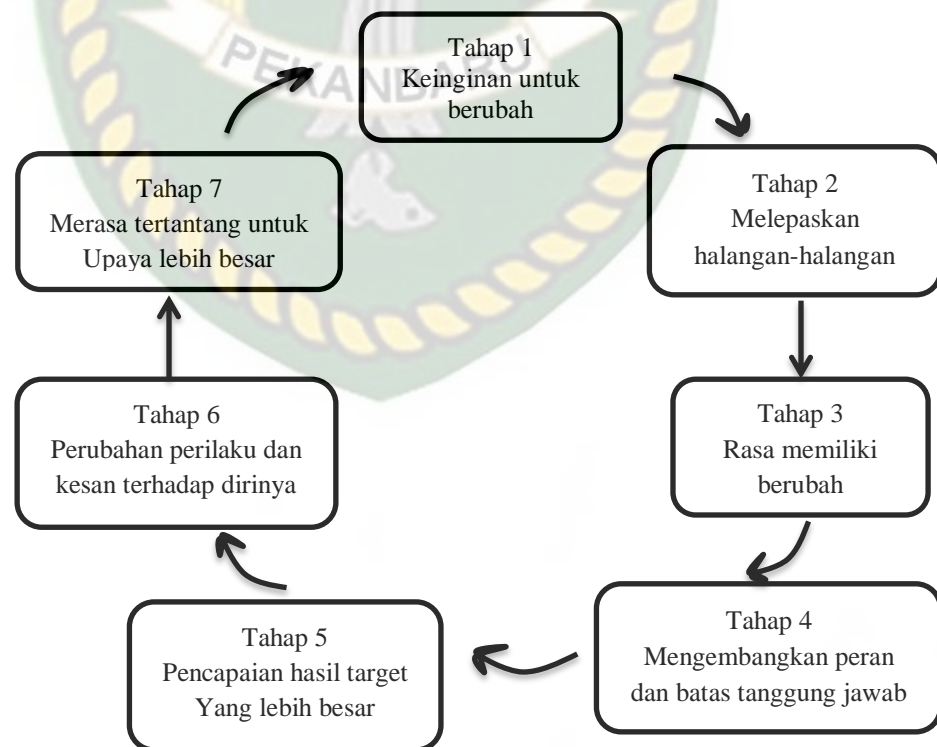 PEKANBARU
Tahap 1
Keinginan untuk
berubah
Tahap 2
Melepaskan
halangan-halangan
Tahap 3
Rasa memiliki
berubah
Tahap 4
Mengembangkan peran
dan batas tanggung jawab
Tahap 5
Pencapaian hasil target
Yang lebih besar
Tahap 6
Perubahan perilaku dan
kesan terhadap dirinya
Tahap 7
Merasa tertantang untuk
Upaya lebih besar